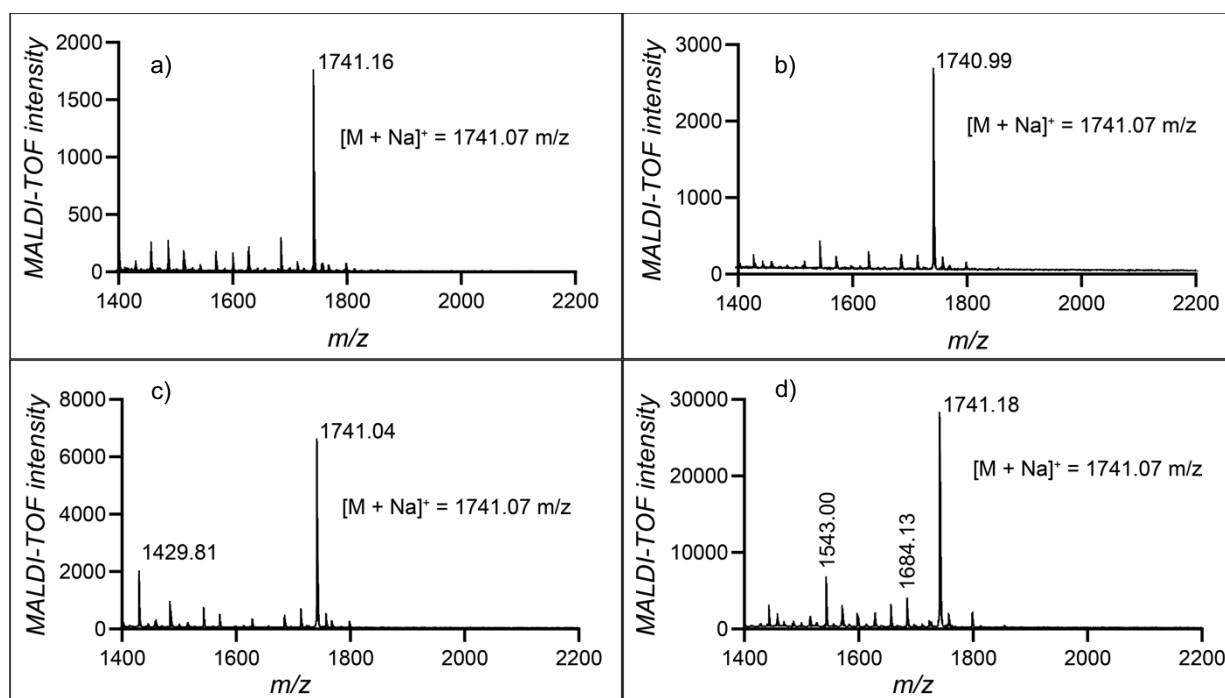 a)
1741.16
[M + Na]⁺ = 1741.07 m/z
MALDI-TOF intensity
2000
1500
1000
500
0
1400 1600 1800 2000 2200
m/z
b)
1740.99
[M + Na]⁺ = 1741.07 m/z
MALDI-TOF intensity
3000
2000
1000
0
1400 1600 1800 2000 2200
m/z
c)
1741.04
[M + Na]⁺ = 1741.07 m/z
1429.81
MALDI-TOF intensity
8000
6000
4000
2000
0
1400 1600 1800 2000 2200
m/z
d)
1741.18
[M + Na]⁺ = 1741.07 m/z
1543.00
1684.13
MALDI-TOF intensity
30000
20000
10000
0
1400 1600 1800 2000 2200
m/z